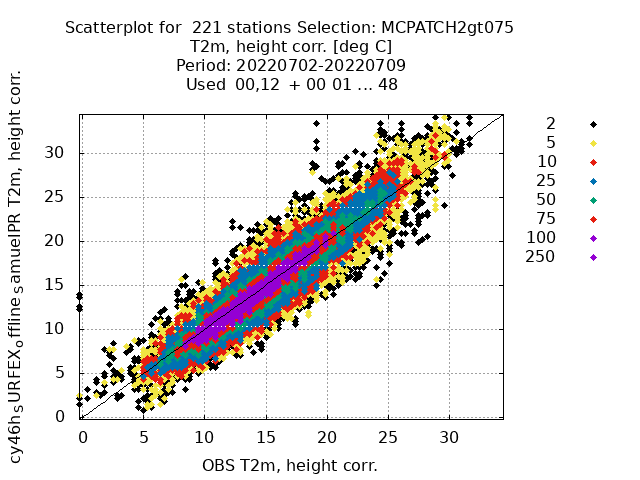 Scatterplot for 221 stations Selection: MCPATCH2gt075
T2m, height corr. [deg C]
Period: 20220702-20220709
Used 00,12 + 00 01 ... 48
cy46hsURFEXoffline samuelPR T2m, height corr.
30
25
20
15
10
5
0
0 5 10 15 20 25 30
OBS T2m, height corr.
2
5
10
25
50
75
100
250